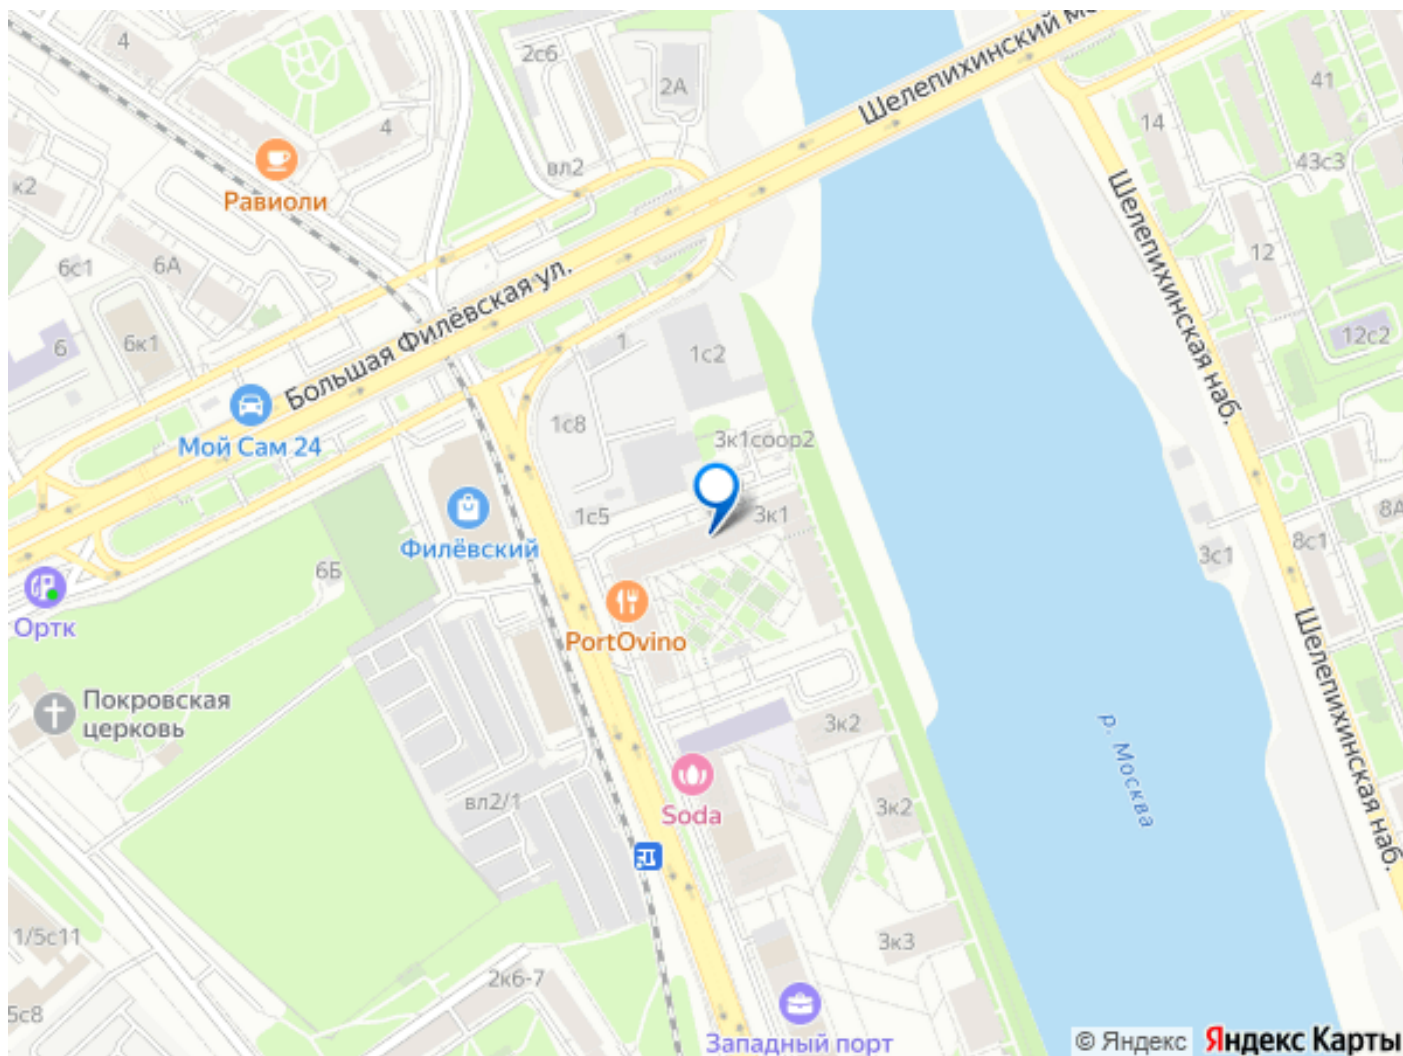 4
2с6
2А
Шелепихинский мо
41
14
43с3
4
вл2
к2
Равиоли
Шелепихинская наб.
12
6с1
6А
Большая Филёвская ул.
6
6к1
1
1с2
12с2
Мой Сам 24
1с8
3к1соор2
1с5
3к1
8А
Филёвский
8с1
3с1
6Б
Ортк
PortOvino
Шелепихинская наб.
Покровская
церковь
3к2
р. Москва
Soda
вл2/1
3к2
1/5с11
3к3
2к6-7
5с8
Западный порт
© Яндекс Яндекс Карты